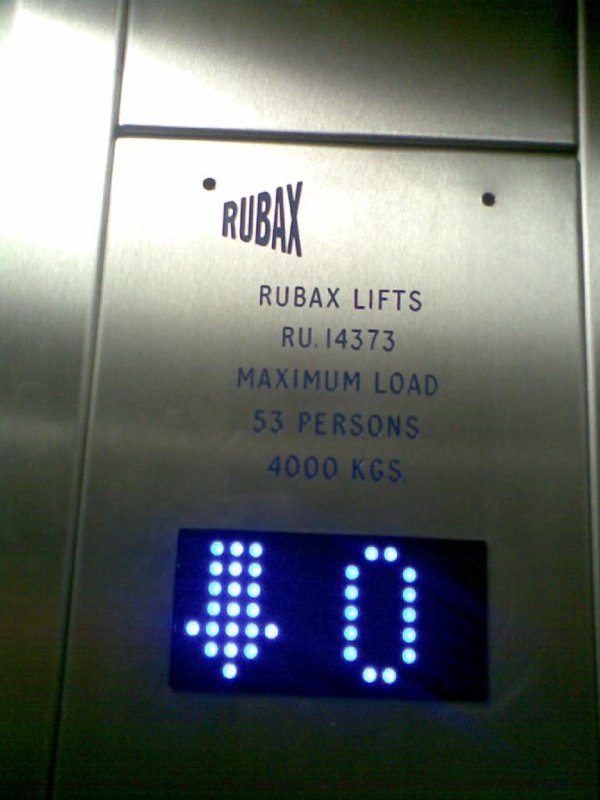 RUBAX
RUBAX LIFTS
RU.14373
MAXIMUM LOAD
53 PERSONS
4000 KGS.
0